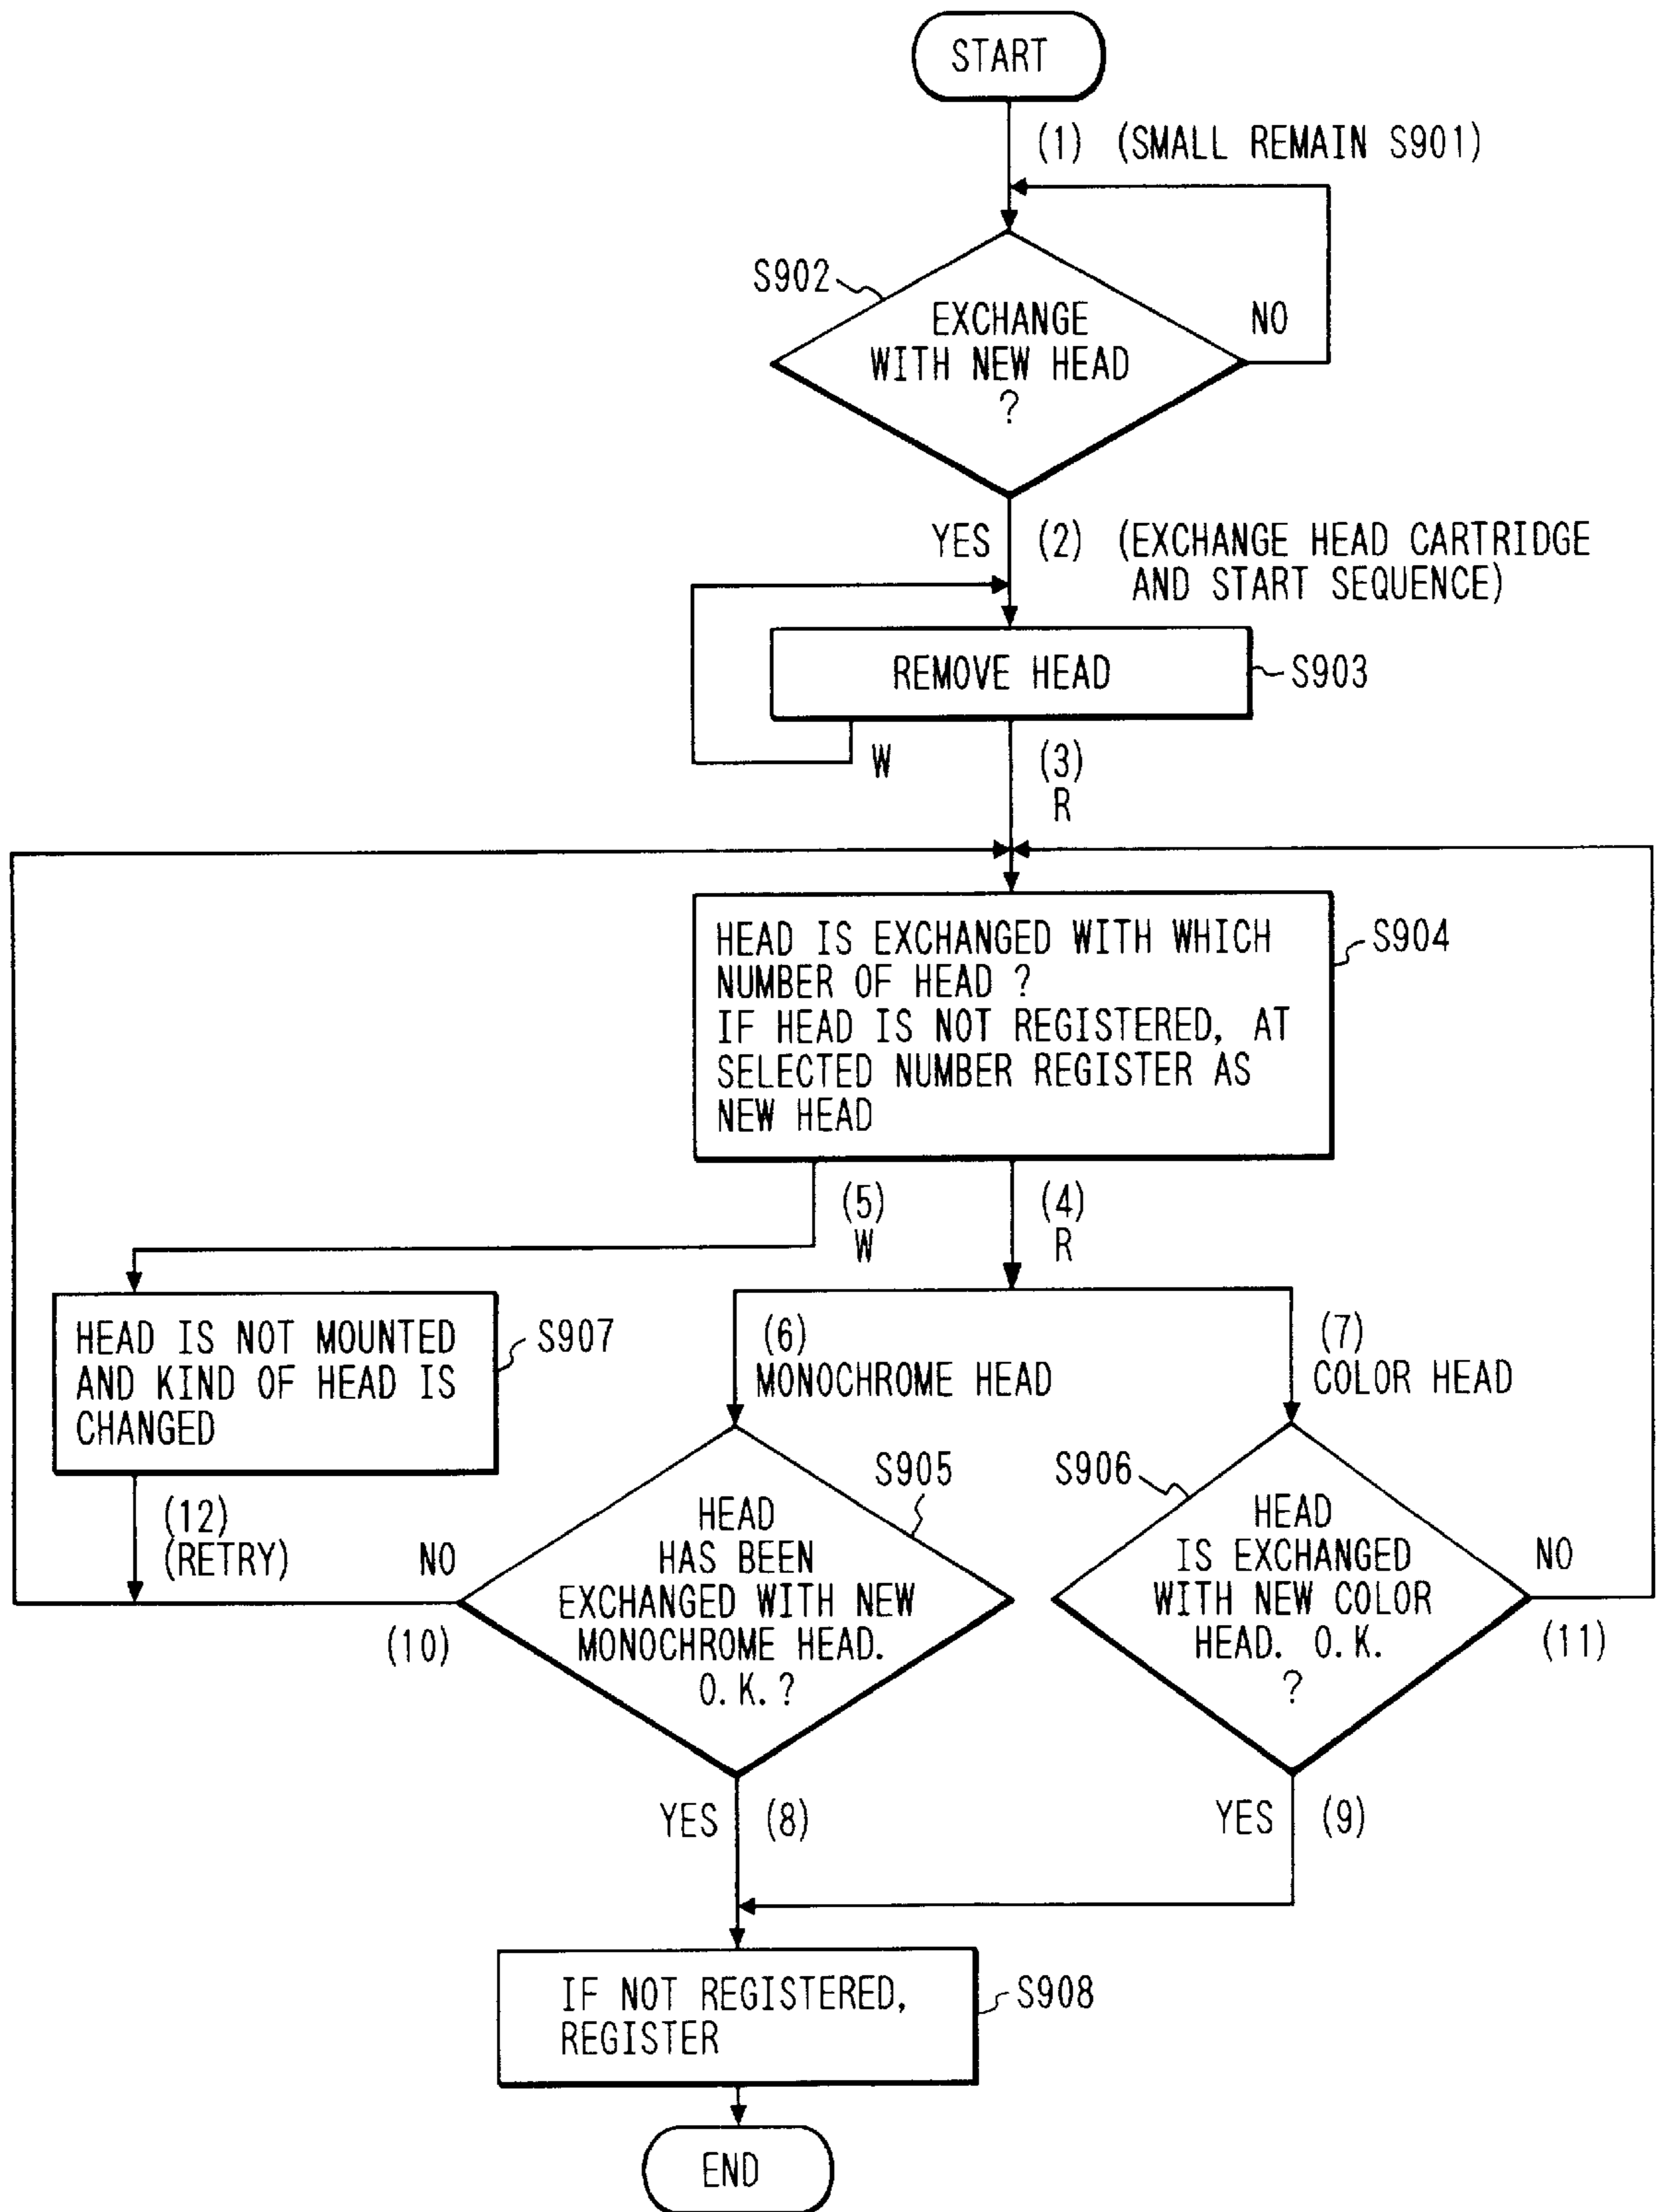 START
(1) (SMALL REMAIN S901)
S902
EXCHANGE
WITH NEW HEAD
?
NO
YES
(2) (EXCHANGE HEAD CARTRIDGE
AND START SEQUENCE)
REMOVE HEAD
S903
W
(3)
R
HEAD IS EXCHANGED WITH WHICH
NUMBER OF HEAD ?
IF HEAD IS NOT REGISTERED, AT
SELECTED NUMBER REGISTER AS
NEW HEAD
S904
(5)
W
(4)
R
HEAD IS NOT MOUNTED
AND KIND OF HEAD IS
CHANGED
S907
(6)
MONOCHROME HEAD
(7)
COLOR HEAD
(12)
(RETRY)
NO
(10)
S905
HEAD
HAS BEEN
EXCHANGED WITH NEW
MONOCHROME HEAD.
O.K.?
S906
HEAD
IS EXCHANGED
WITH NEW COLOR
HEAD. O.K.
?
NO
(11)
YES (8)
YES (9)
IF NOT REGISTERED,
REGISTER
S908
END